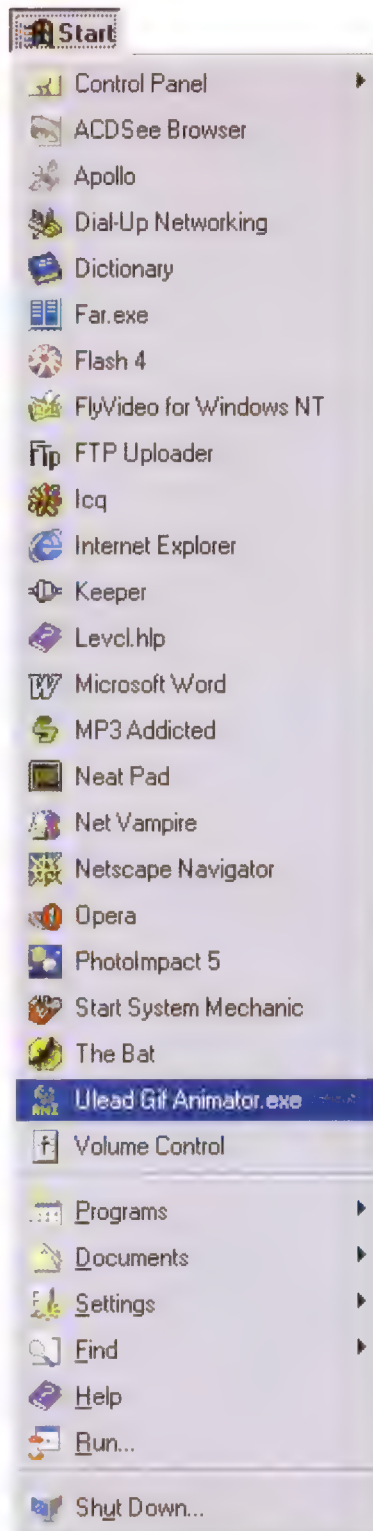 Start
Control Panel
ACDSee Browser
Apollo
Dial-Up Networking
Dictionary
Far.exe
Flash 4
FlyVideo for Windows NT
FTP Uploader
Icq
Internet Explorer
Keeper
Levcl.hlp
Microsoft Word
MP3 Addicted
Neat Pad
Net Vampire
Netscape Navigator
Opera
PhotoImpact 5
Start System Mechanic
The Bat
Ulead Gif Animator.exe
Volume Control
Programs
Documents
Settings
Find
Help
Run...
Shut Down...